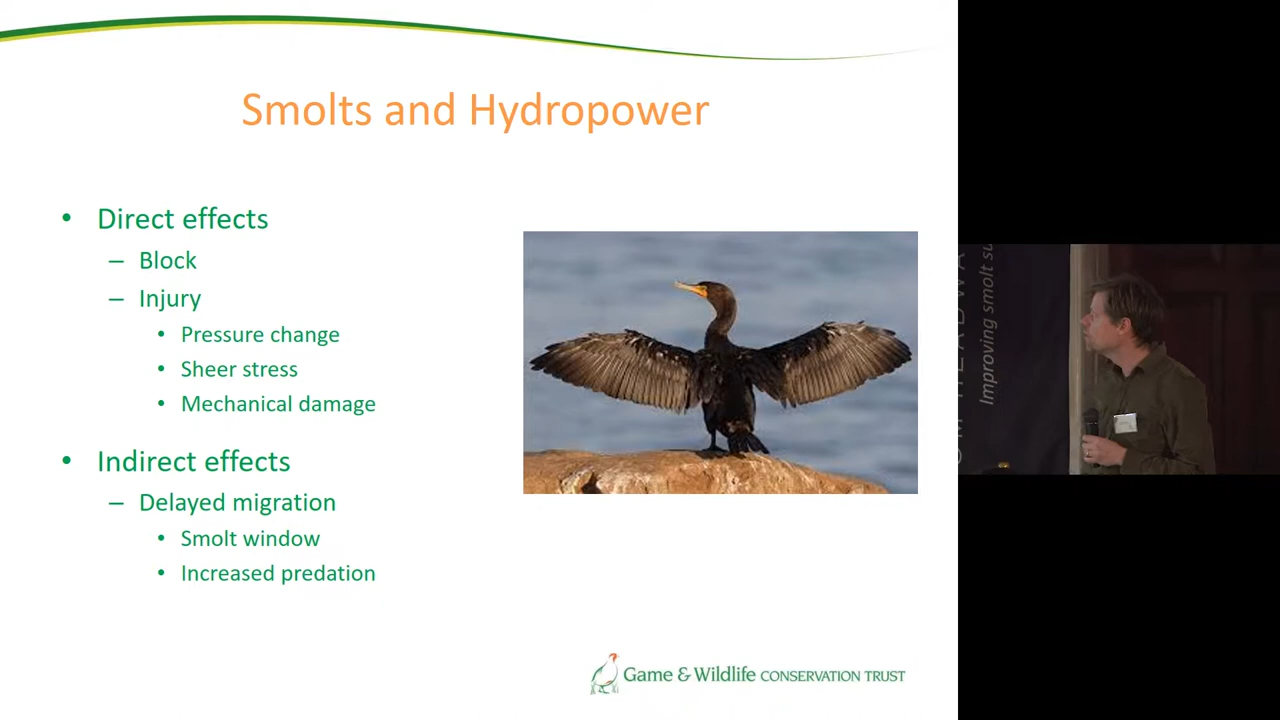 Smolts and Hydropower
• Direct effects
– Block
– Injury
• Pressure change
• Sheer stress
• Mechanical damage
• Indirect effects
– Delayed migration
• Smolt window
• Increased predation
Game & Wildlife CONSERVATION TRUST
Improving smolt su